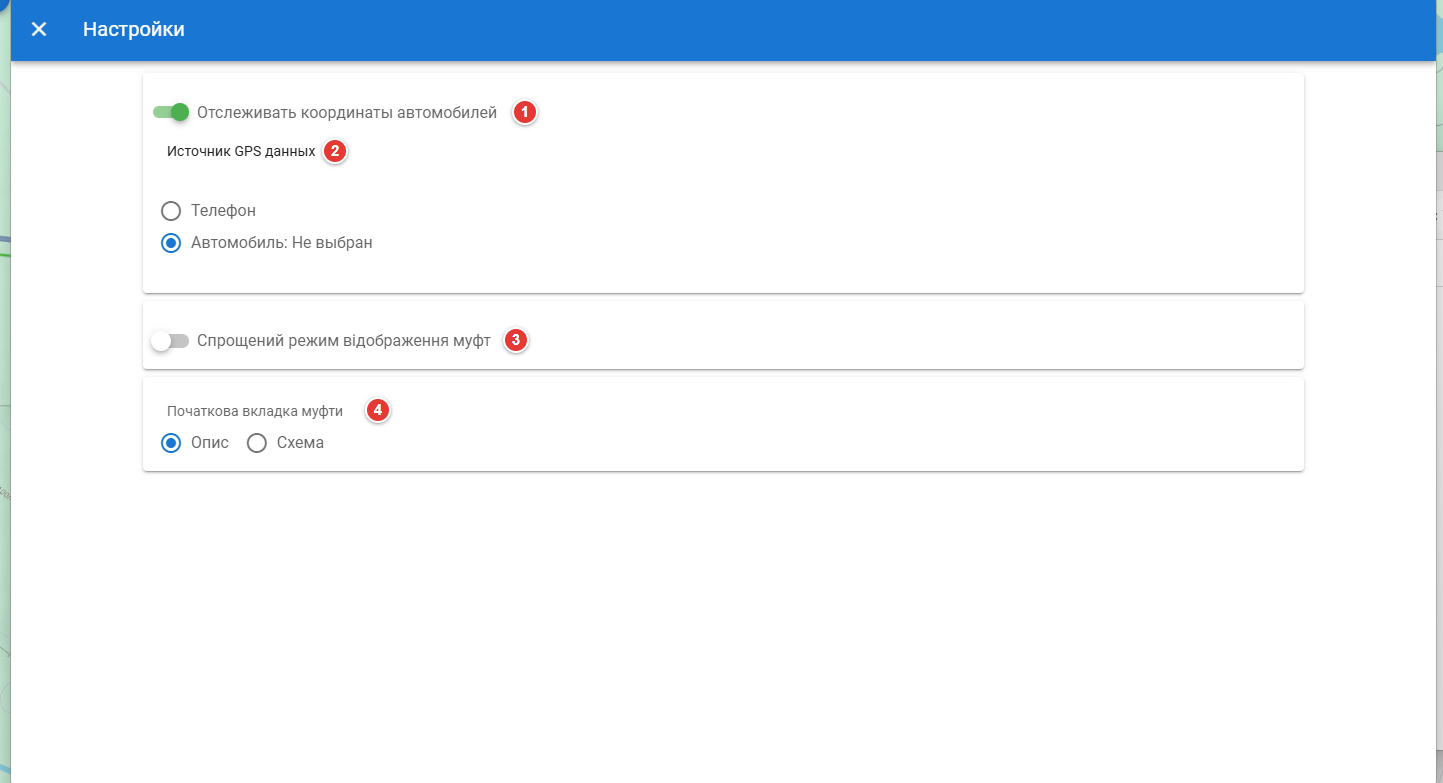 Настройки
Отслеживать координаты автомобилей 1
Источник GPS данных 2
Телефон
Автомобиль: Не выбран
Спрощений режим відображення муфт 3
Початкова вкладка муфти 4
Опис Схема